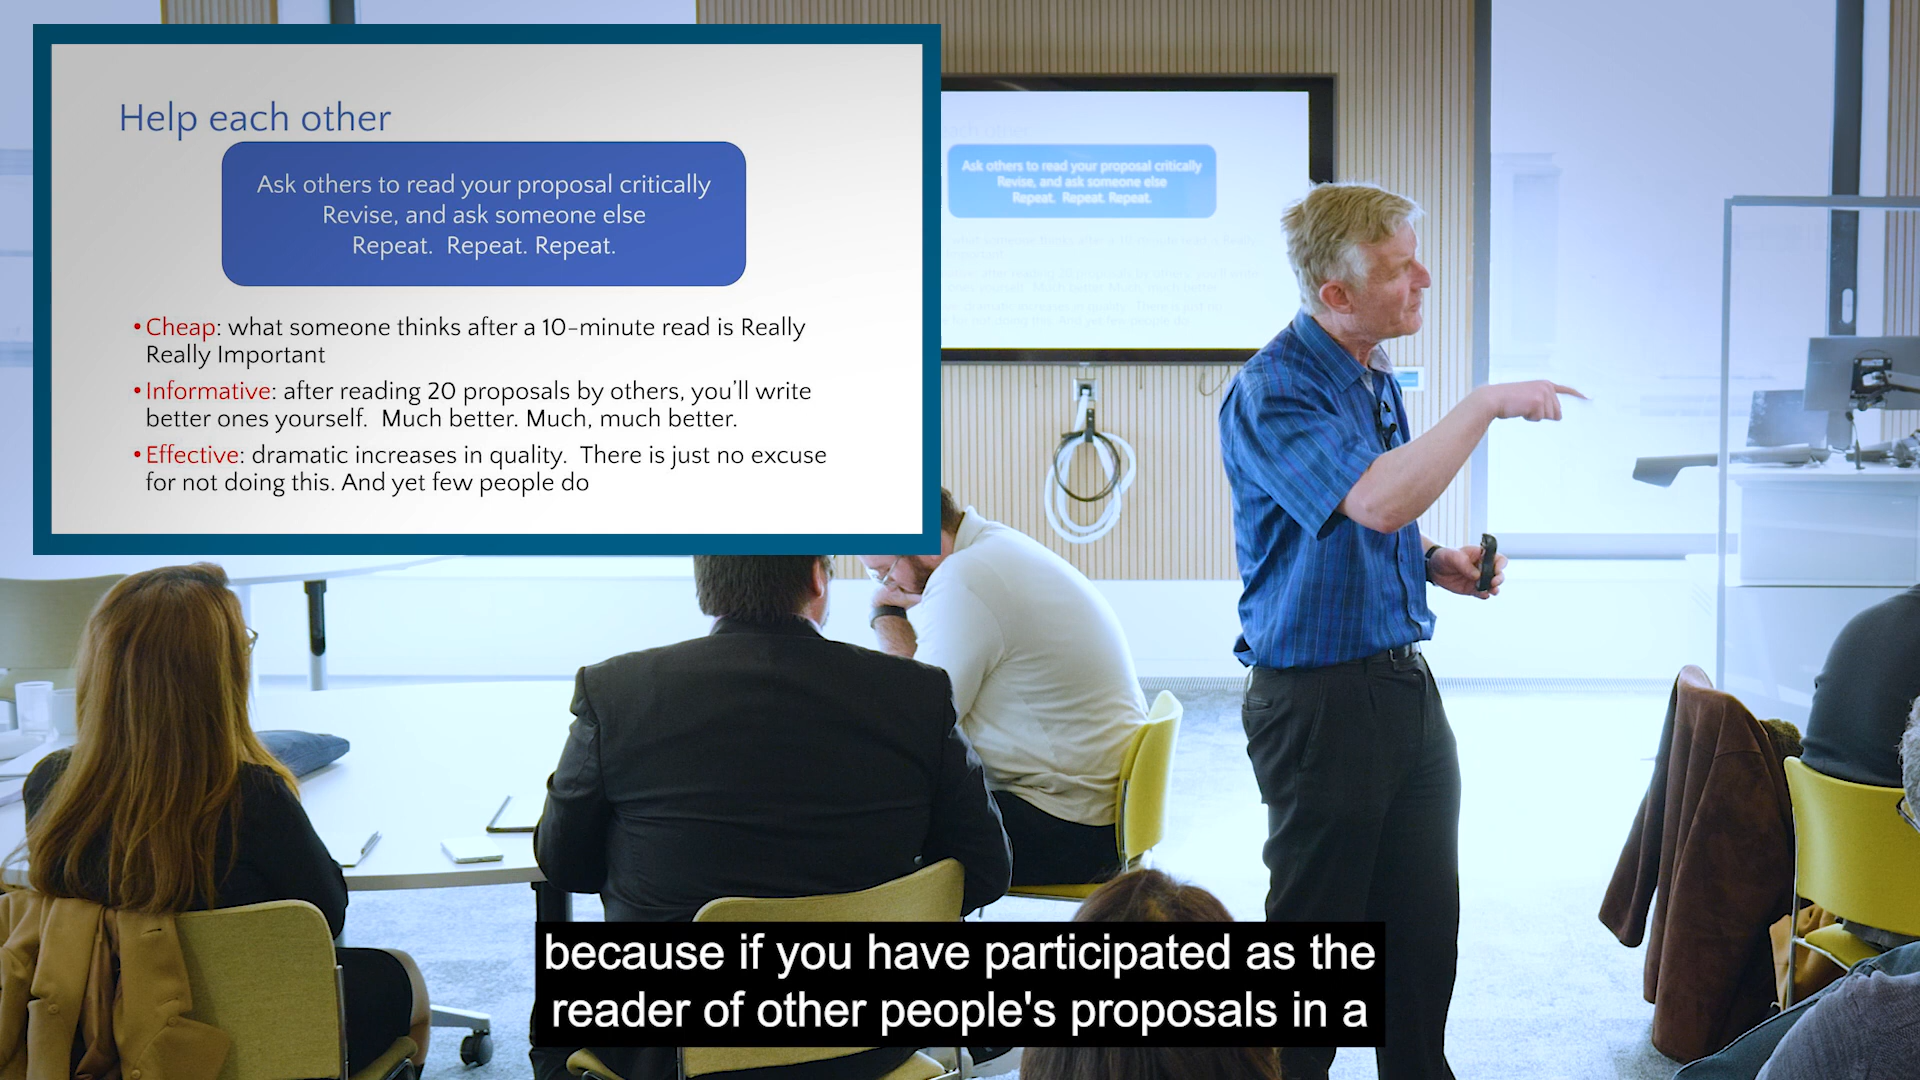 Help each other
Ask others to read your proposal critically
Revise, and ask someone else
Repeat.  Repeat. Repeat.
•Cheap: what someone thinks after a 10-minute read is Really
Really Important
•Informative: after reading 20 proposals by others, you'll write
better ones yourself.  Much better. Much, much better.
•Effective: dramatic increases in quality.  There is just no excuse
for not doing this. And yet few people do
Ask others to read your proposal critically
Revise, and ask someone else
Repeat.  Repeat. Repeat.
because if you have participated as the
reader of other people's proposals in a